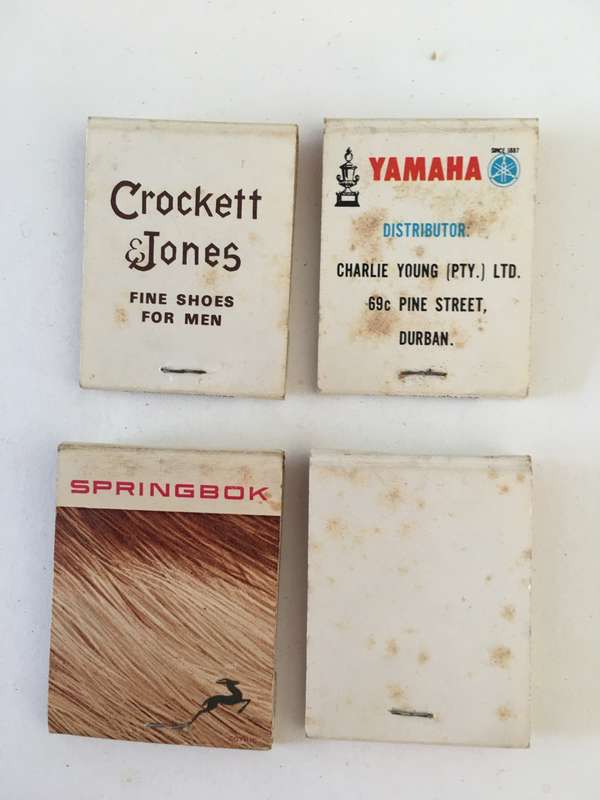 Crockett
& Jones
FINE SHOES
FOR MEN
YAMAHA
SINCE 1887
DISTRIBUTOR:
CHARLIE YOUNG (PTY.) LTD.
69c PINE STREET,
DURBAN.
SPRINGBOK